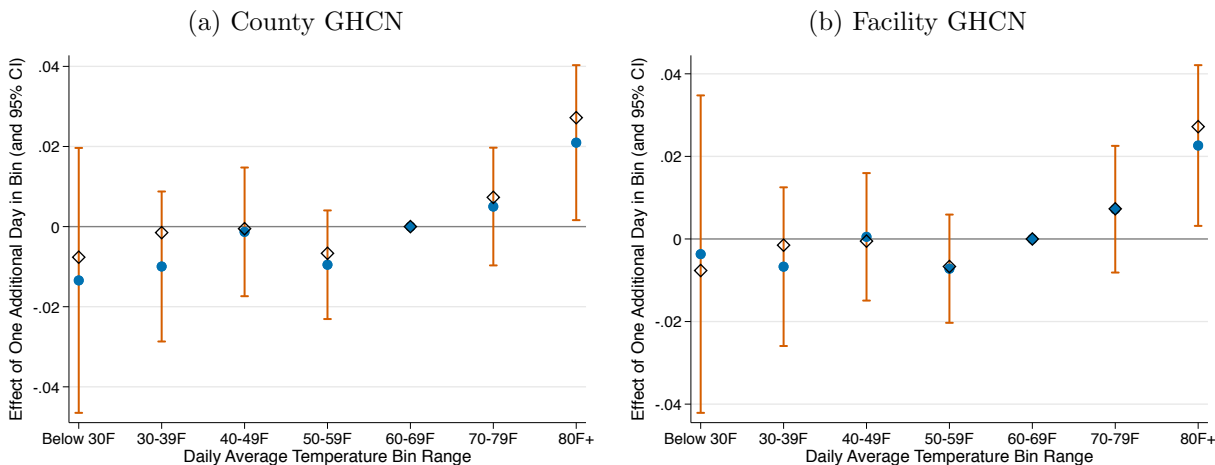 (a) County GHCN
Effect of One Additional Day in Bin (and 95% CI)
.04
.02
0
-.02
-.04
Below 30F 30-39F 40-49F 50-59F 60-69F 70-79F 80F+
Daily Average Temperature Bin Range
(b) Facility GHCN
Effect of One Additional Day in Bin (and 95% CI)
.04
.02
0
-.02
-.04
Below 30F 30-39F 40-49F 50-59F 60-69F 70-79F 80F+
Daily Average Temperature Bin Range